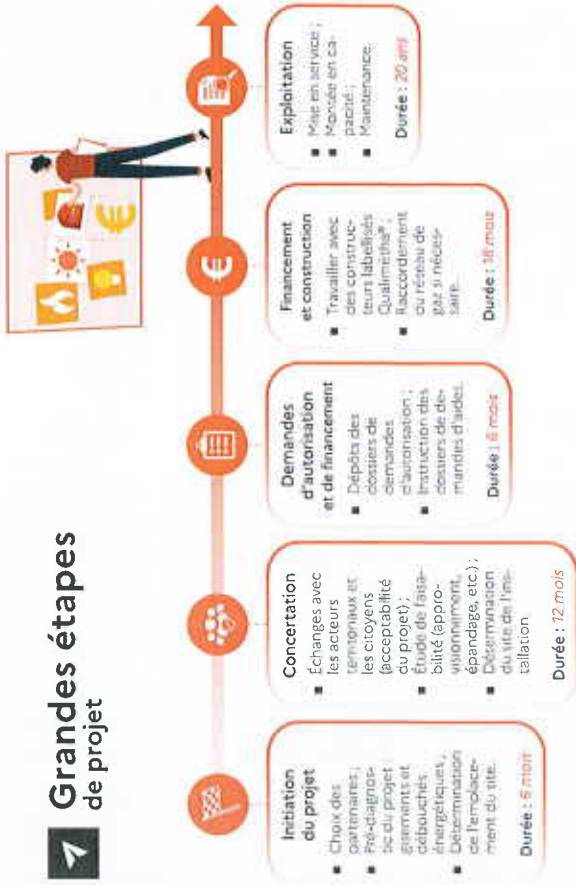 Grandes étapes
de projet
Initiation
du projet
■ Choix des
partenaires ;
■ Pré-diagnos-
tic du projet
gisements et
débouchés
énergétiques ;
■ Détermination
de l'emplace-
ment du site.
Durée : 6 mois
Concertation
■ Échanges avec
les acteurs
territoriaux et
les citoyens
(acceptabilité
du projet) ;
■ Étude de faisa-
bilité (appro-
visionnement,
épandage, etc.) ;
■ Détermination
du site de l'ins-
tallation
Durée : 12 mois
Demandes
d'autorisation
et de financement
■ Dépôts des
dossiers de
demandes
d'autorisation ;
■ Instruction des
dossiers de de-
mandes d'aides.
Durée : 6 mois
€
Financement
et construction
■ Travailler avec
des construc-
teurs labellisés
Qualimétha® ;
■ Raccordement
du réseau de
gaz si néces-
saire.
Durée : 18 mois
€
Exploitation
■ Mise en service ;
■ Montée en ca-
pacité ;
■ Maintenance.
Durée : 20 ans